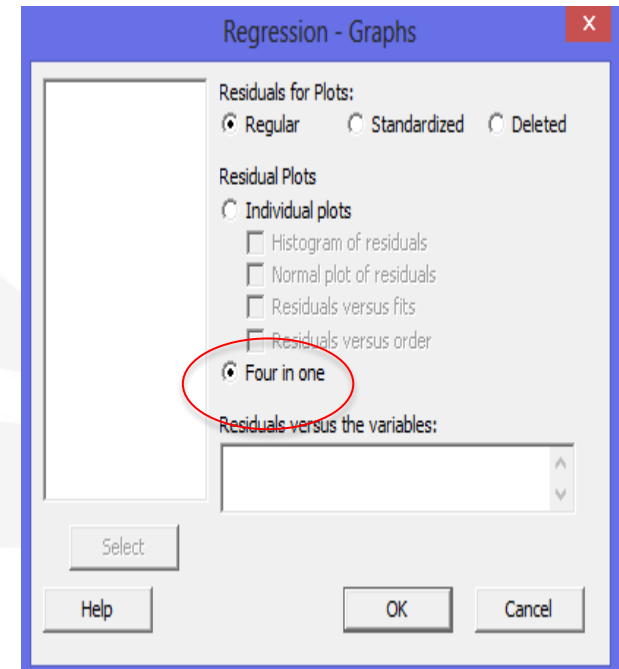 Regression - Graphs
x
Residuals for Plots:
Regular Standardized Deleted
Residual Plots
Individual plots
Histogram of residuals
Normal plot of residuals
Residuals versus fits
Residuals versus order
Four in one
Residuals versus the variables:
Select
Help OK Cancel